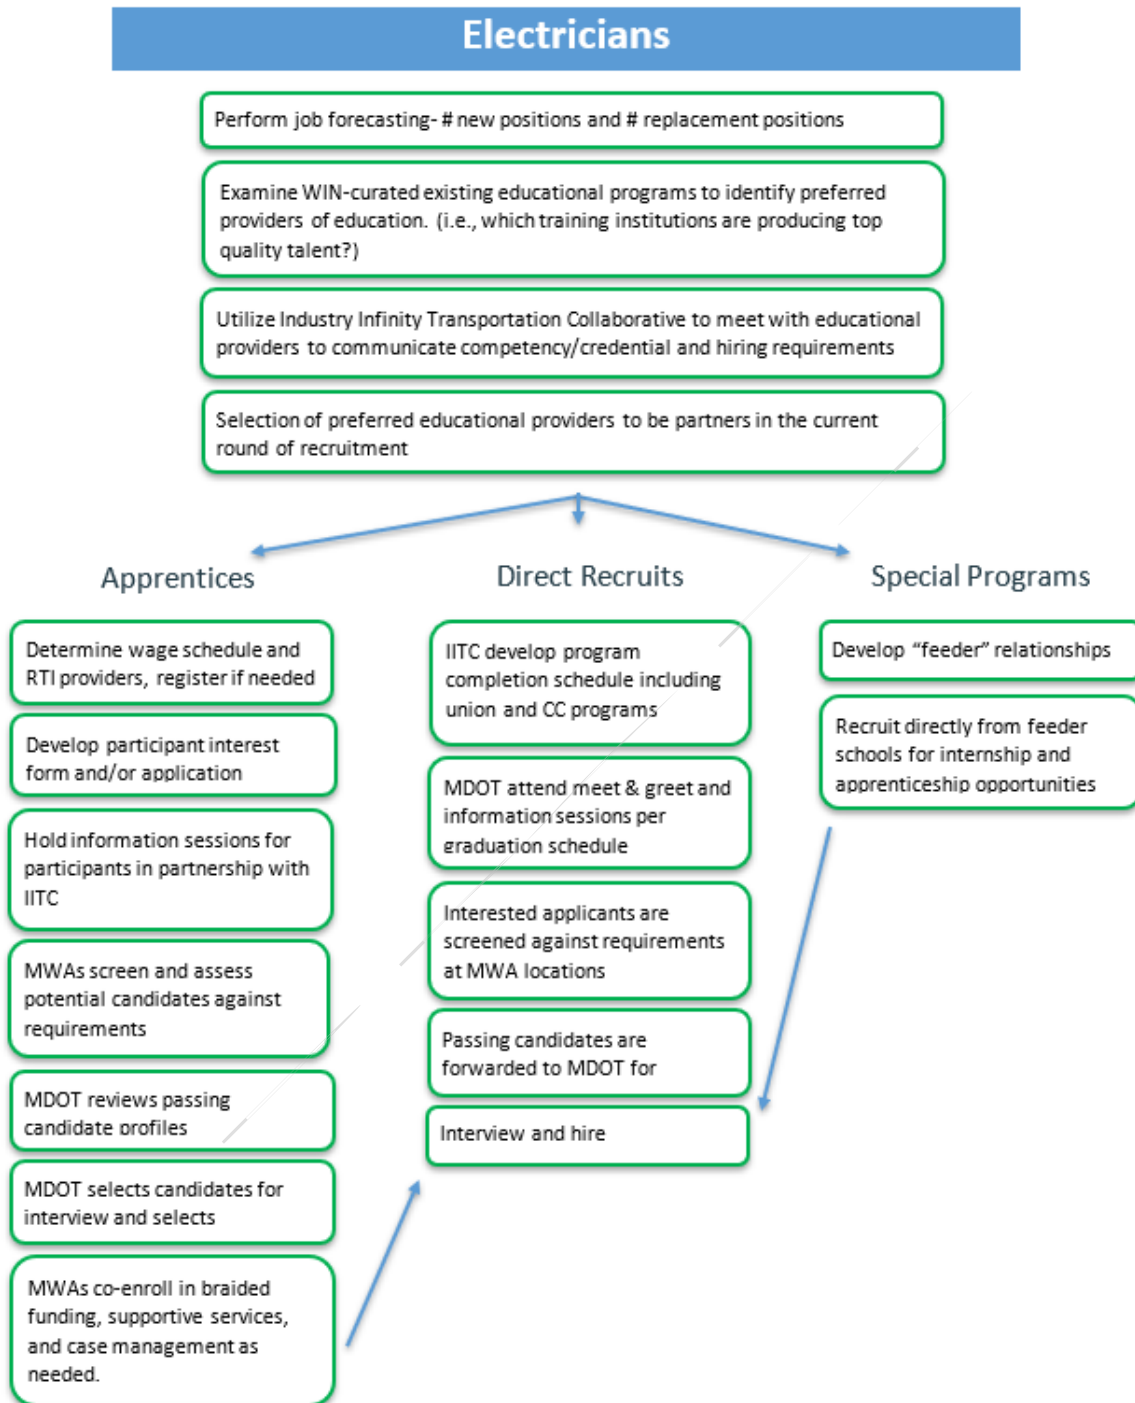 Electricians
Perform job forecasting- # new positions and # replacement positions
Examine WIN-curated existing educational programs to identify preferred
providers of education. (i.e., which training institutions are producing top
quality talent?)
Utilize Industry Infinity Transportation Collaborative to meet with educational
providers to communicate competency/credential and hiring requirements
Selection of preferred educational providers to be partners in the current
round of recruitment
Apprentices
Determine wage schedule and
RTI providers, register if needed
Develop participant interest
form and/or application
Hold information sessions for
participants in partnership with
IITC
MWAs screen and assess
potential candidates against
requirements
MDOT reviews passing
candidate profiles
MDOT selects candidates for
interview and selects
MWAs co-enroll in braided
funding, supportive services,
and case management as
needed.
Direct Recruits
IITC develop program
completion schedule including
union and CC programs
MDOT attend meet & greet and
information sessions per
graduation schedule
Interested applicants are
screened against requirements
at MWA locations
Passing candidates are
forwarded to MDOT for
Interview and hire
Special Programs
Develop “feeder” relationships
Recruit directly from feeder
schools for internship and
apprenticeship opportunities